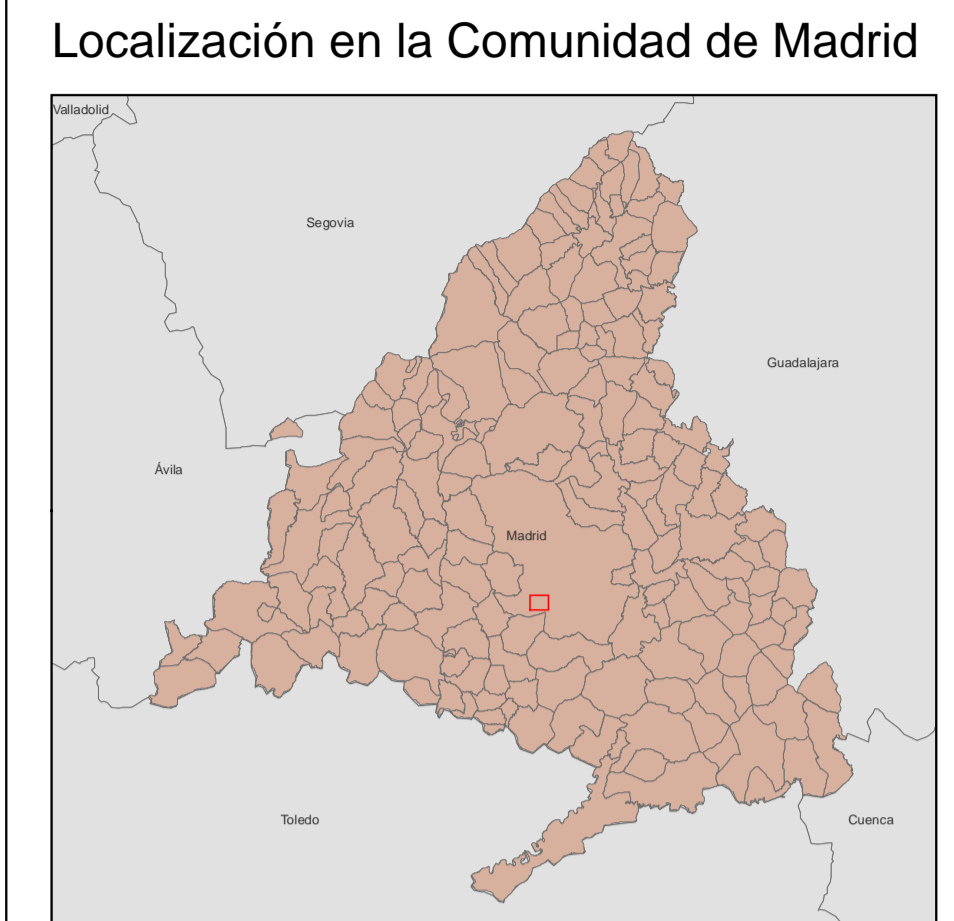 Localización en la Comunidad de Madrid
Valladolid
Segovia
Guadalajara
Ávila
Madrid
Toledo
Cuenca